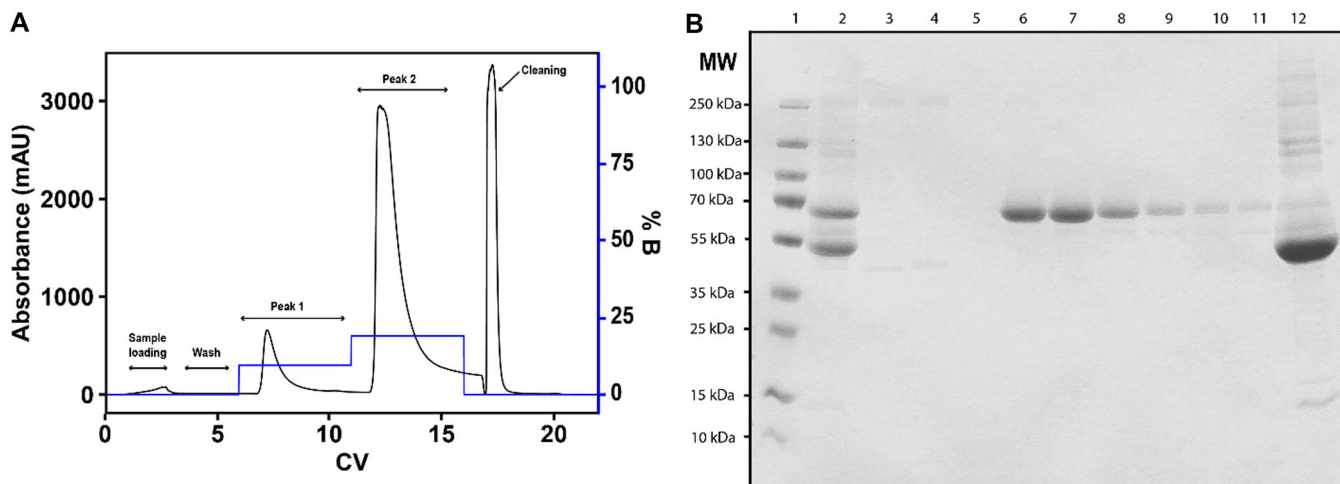 A
Absorbance (mAU)
3000
2000
1000
0
Sample
loading
Wash
Peak 1
Peak 2
Cleaning
100
75
50
25
0
% B
0
5
10
15
20
CV
B
1
2
3
4
5
6
7
8
9
10
11
12
MW
250 kDa
130 kDa
100 kDa
70 kDa
55 kDa
35 kDa
25 kDa
15 kDa
10 kDa